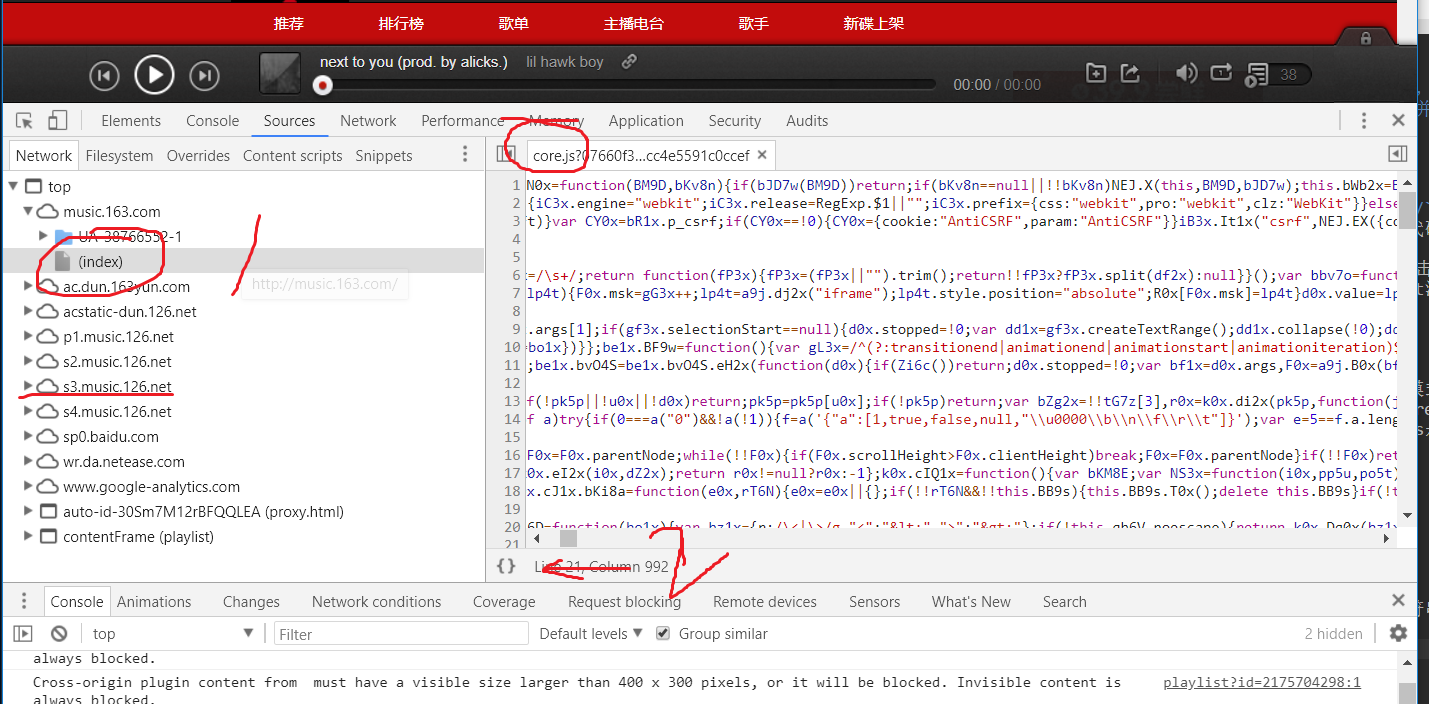 推荐 排行榜 歌单 主播电台 歌手 新碟上架
next to you (prod. by alicks.) lil hawk boy
00:00 / 00:00 38
Elements Console Sources Network Performance Memory Application Security Audits
Network Filesystem Overrides Content scripts Snippets
core.js?07660f3…cc4e5591c0ccef ×
top
music.163.com
UA-38766552-1
(index)
http://music.163.com/
ac.dun.163yun.com
acstatic-dun.126.net
p1.music.126.net
s2.music.126.net
s3.music.126.net
s4.music.126.net
sp0.baidu.com
wr.da.netease.com
www.google-analytics.com
auto-id-30Sm7M12rBFQQLEA (proxy.html)
contentFrame (playlist)
1 N0x=function(BM9D,bKv8n){if(bJD7w(BM9D))return;if(bKv8n==null||!!bKv8n)NEJ.X(this,BM9D,bJD7w);this.bWb2x=
2 {iC3x.engine="webkit";iC3x.release=RegExp.$1||"";iC3x.prefix={css:"webkit",pro:"webkit",clz:"WebKit"}}else
3 t)}var CY0x=bR1x.p_csrf;if(CY0x==!0){CY0x={cookie:"AntiCSRF",param:"AntiCSRF"}}iB3x.It1x("csrf",NEJ.EX({co
4
5
6 =/\s+/;return function(fP3x){fP3x=(fP3x||"").trim();return!!fP3x?fP3x.split(df2x):null}}();var bbv7o=funct
7 lp4t){F0x.msk=gG3x++;lp4t=a9j.dj2x("iframe");lp4t.style.position="absolute";R0x[F0x.msk]=lp4t}d0x.value=lp
8
9 .args[1];if(gf3x.selectionStart==null){d0x.stopped=!0;var dd1x=gf3x.createTextRange();dd1x.collapse(!0);dd
10 =bo1x})}};be1x.BF9w=function(){var gL3x=/^(?:transitionend|animationend|animationstart|animationiteration)$
11 ;be1x.bvO4S=be1x.bvO4S.eH2x(function(d0x){if(Zi6c())return;d0x.stopped=!0;var bf1x=d0x.args,F0x=a9j.B0x(bf
12
13 f(!pk5p||!u0x||!d0x)return;pk5p=pk5p[u0x];if(!pk5p)return;var bZg2x=!!tG7z[3],r0x=k0x.di2x(pk5p,function(j
14 f a)try{if(0===a("0")&&!a(!1)){f=a('{"a":[1,true,false,null,"\\u0000\\b\\n\\f\\r\\t"]}');var e=5==f.a.leng
15
16 F0x=F0x.parentNode;while(!!F0x){if(F0x.scrollHeight>F0x.clientHeight)break;F0x=F0x.parentNode}if(!!F0x)ret
17 0x.eI2x(i0x,dZ2x);return r0x!=null?r0x:-1};k0x.cIQ1x=function(){var bKM8E;var NS3x=function(i0x,pp5u,po5t)
18 x.cJ1x.bKi8a=function(e0x,rT6N){e0x=e0x||{};if(!!rT6N&&!!this.BB9s){this.BB9s.T0x();delete this.BB9s}if(!t
19
20
21
{} Line 21, Column 992
1
2
Console Animations Changes Network conditions Coverage Request blocking Remote devices Sensors What's New Search
top Filter Default levels Group similar 2 hidden
always blocked.
Cross-origin plugin content from must have a visible size larger than 400 x 300 pixels, or it will be blocked. Invisible content is playlist?id=2175704298:1
always blocked.